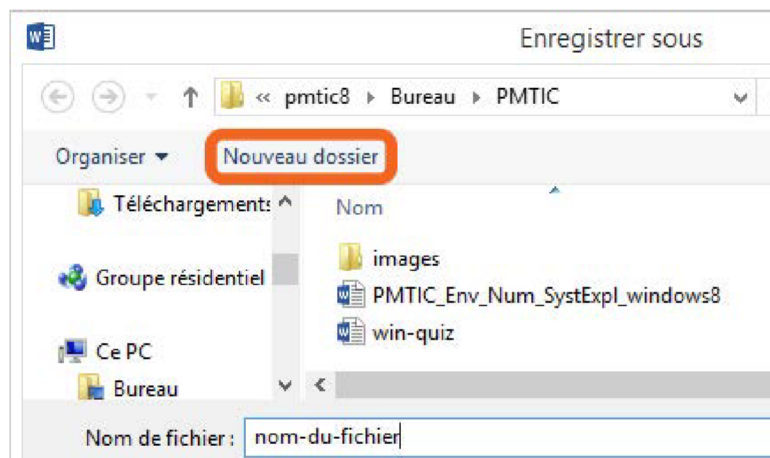 Enregistrer sous
« pmtic8 Bureau PMTIC
Organiser Nouveau dossier
Téléchargements
Nom
images
Groupe résidentiel
PMTIC_Env_Num_SystExpl_windows8
win-quiz
Ce PC
Bureau
Nom de fichier : nom-du-fichier